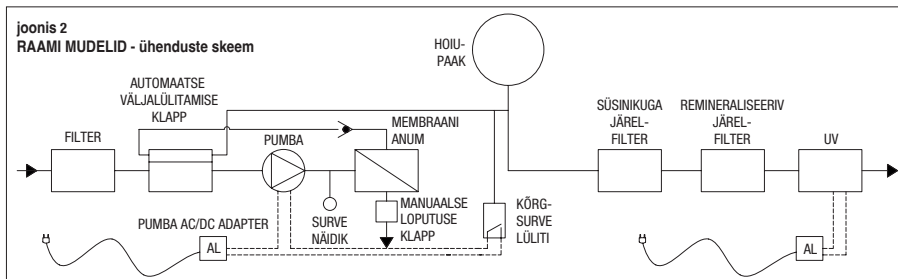 joonis 2
RAAMI MUDELID - ühenduste skeem
HOIU-
PAAK
AUTOMAATSE
VÄLJALÜLITAMISE
KLAPP
FILTER
PUMBA
MEMBRAANI
ANUM
SÜSINIKUGA
JÄREL-
FILTER
REMINERALISEERIV
JÄREL-
FILTER
UV
SURVE
NÄIDIK
MANUAALSE
LOPUTUSE
KLAPP
KÕRG-
SURVE
LÜLITI
PUMBA AC/DC ADAPTER
AL
AL